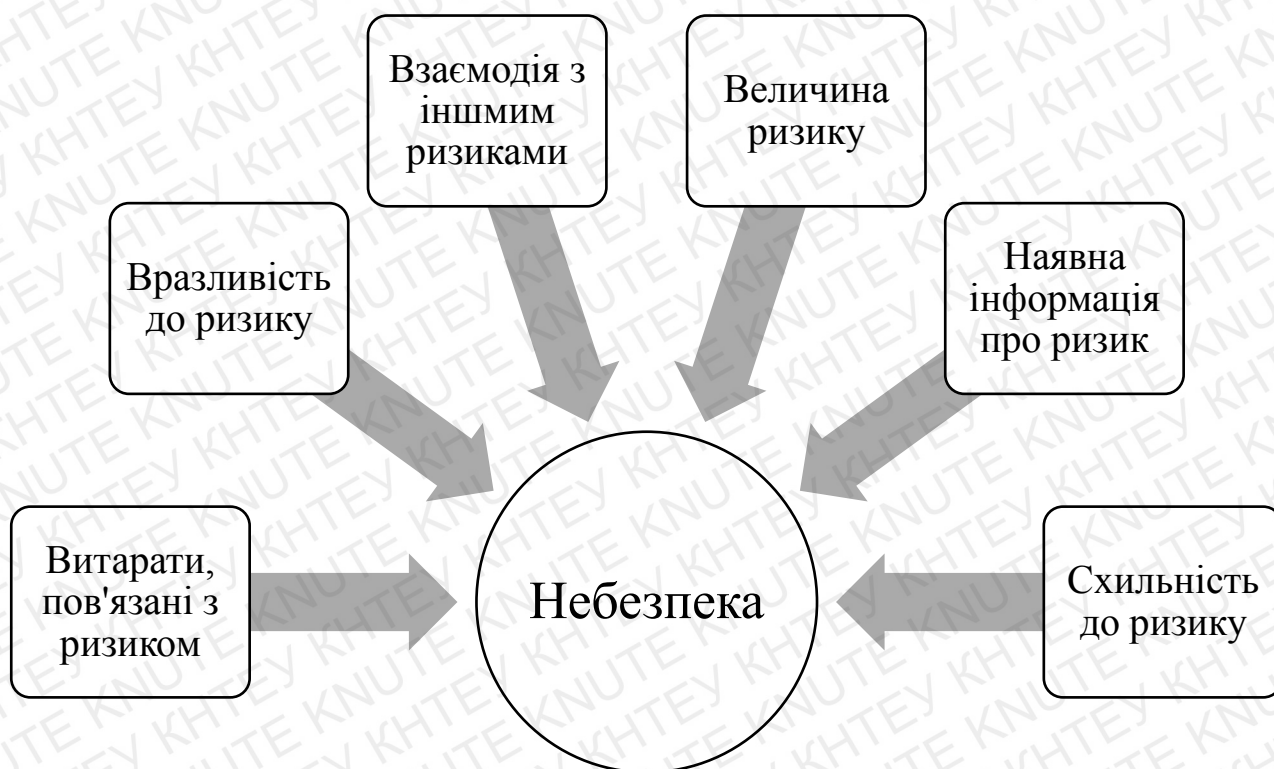 Взаємодія з
іншмим
ризиками
Величина
ризику
Вразливість
до ризику
Наявна
інформація
про ризик
Витарати,
пов'язані з
ризиком
Небезпека
Схильність
до ризику